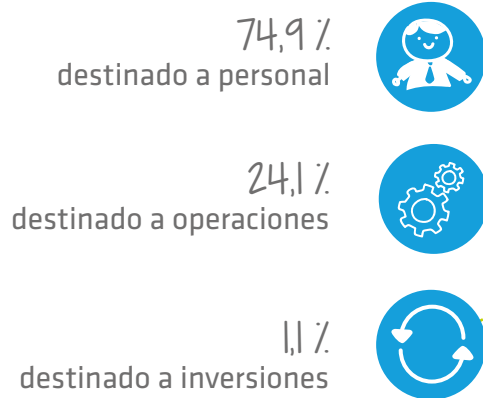 74,9 %
destinado a personal
24,1 %
destinado a operaciones
1,1 %
destinado a inversiones